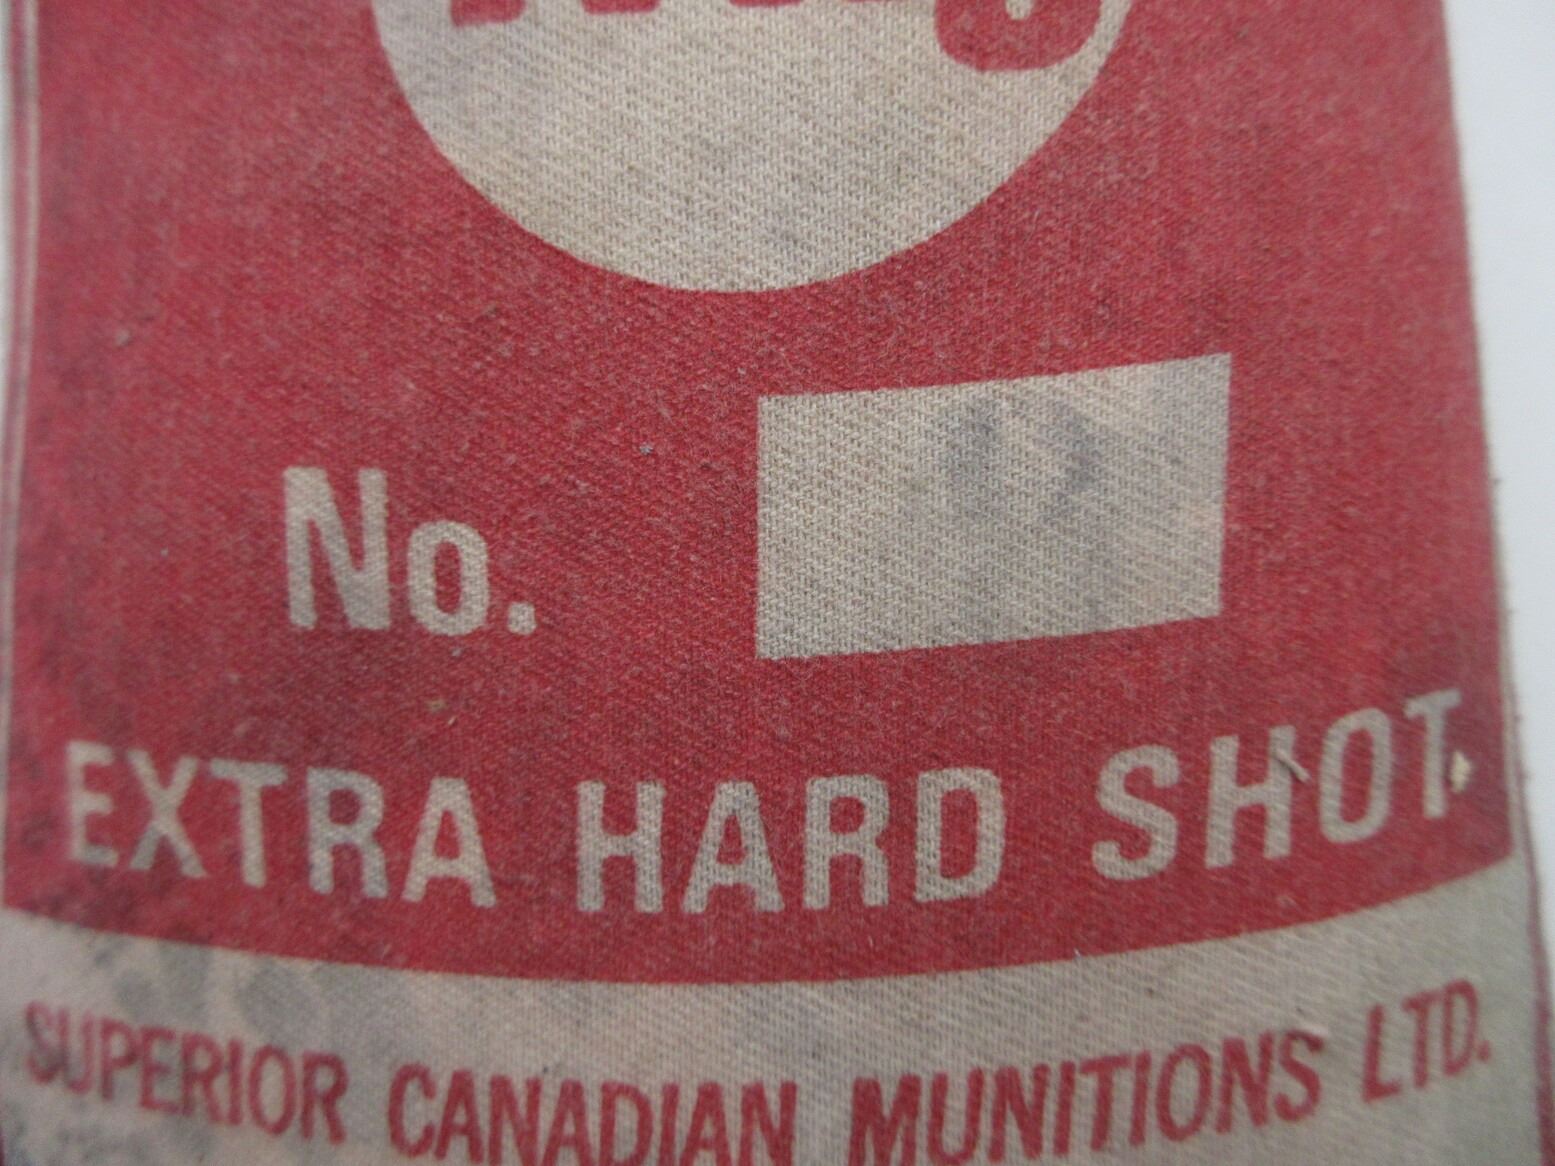 No.
EXTRA HARD SHOT.
SUPERIOR CANADIAN MUNITIONS LTD.